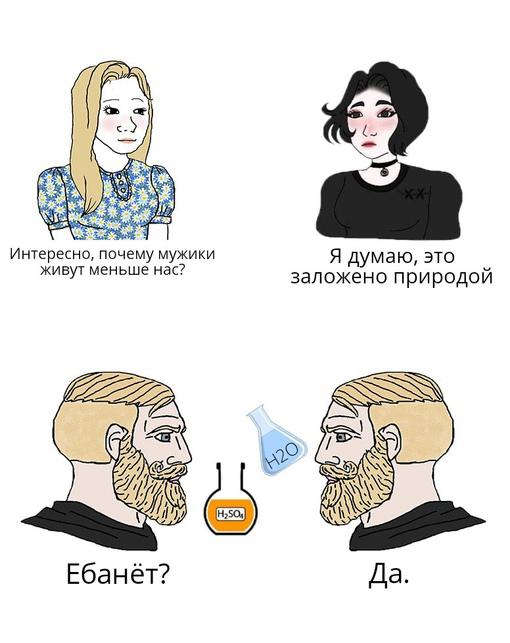 Интересно, почему мужики
живут меньше нас?
Я думаю, это
заложено природой
H2O
H₂SO₄
Ебанёт?
Да.